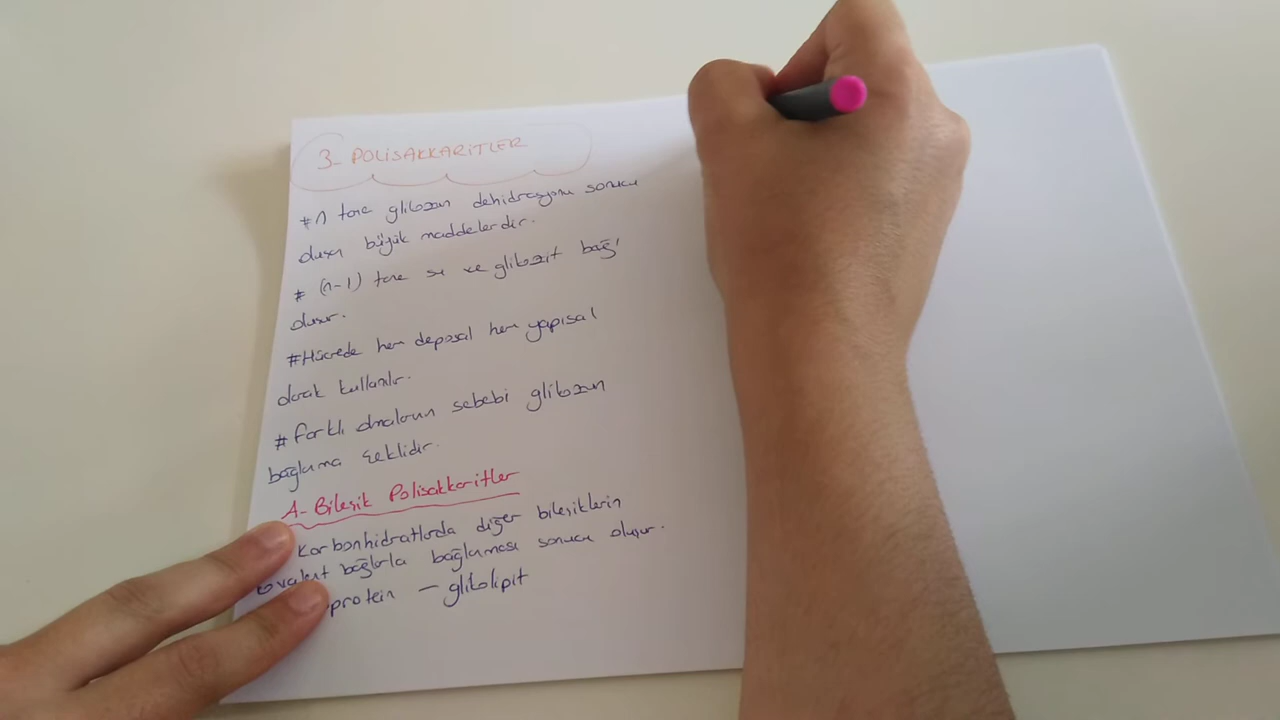 3- POLİSAKKARİTLER
# n tane glikozun dehidrasyonu sonucu
oluşan büyük maddelerdir.
# (n-1) tane su ve glikozit bağı
oluşur.
# Hücrede hem deposal hem yapısal
olarak kullanılır.
# Farklı olmalarının sebebi glikozun
bağlanma şeklidir.
A- Bileşik Polisakkaritler
Karbonhidratlarda diğer bileşiklerin
kovalent bağlarla bağlanması sonucu oluşur.
protein - glikolipit